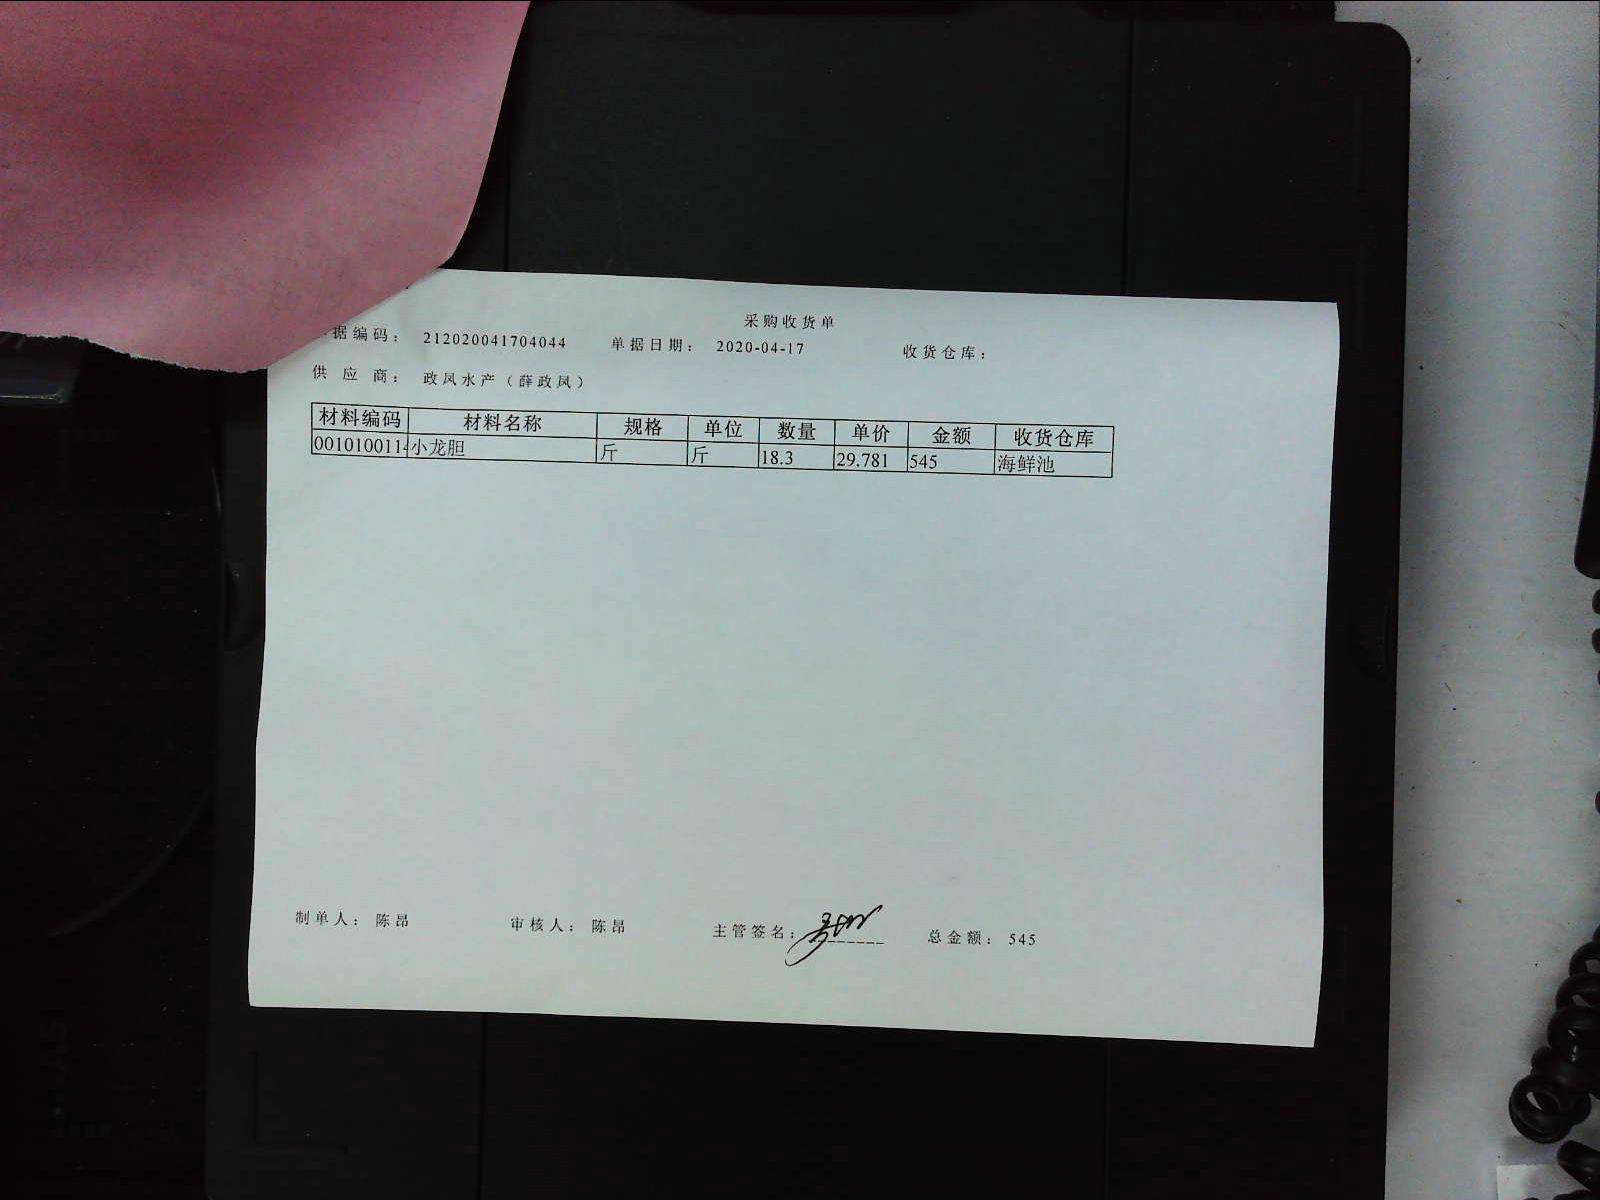 采购收货单
据编码： 212020041704044 单据日期： 2020-04-17 收货仓库：
供应商： 政凤水产（薛政凤）
材料编码 材料名称 规格 单位 数量 单价 金额 收货仓库
0010100114 小龙胆 斤 斤 18.3 29.781 545 海鲜池
制单人： 陈昂 审核人： 陈昂 主管签名： 总金额： 545